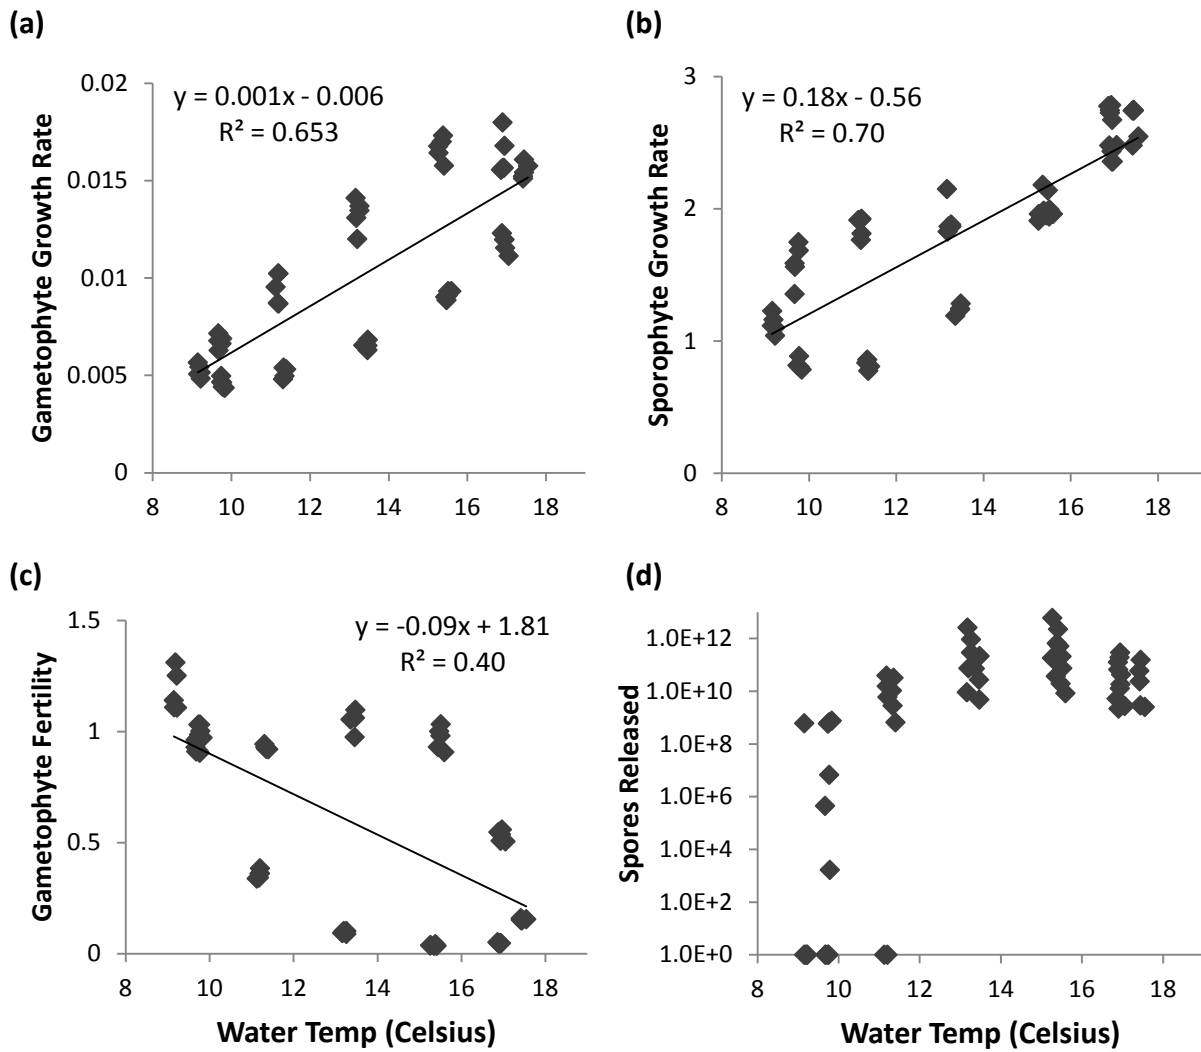 (a)
y = 0.001x - 0.006
R² = 0.653
Gametophyte Growth Rate
0.02
0.015
0.01
0.005
0
8 10 12 14 16 18
(b)
y = 0.18x - 0.56
R² = 0.70
Sporophyte Growth Rate
3
2
1
0
8 10 12 14 16 18
(c)
y = -0.09x + 1.81
R² = 0.40
Gametophyte Fertility
1.5
1
0.5
0
8 10 12 14 16 18
Water Temp (Celsius)
(d)
Spores Released
1.0E+12
1.0E+10
1.0E+8
1.0E+6
1.0E+4
1.0E+2
1.0E+0
8 10 12 14 16 18
Water Temp (Celsius)